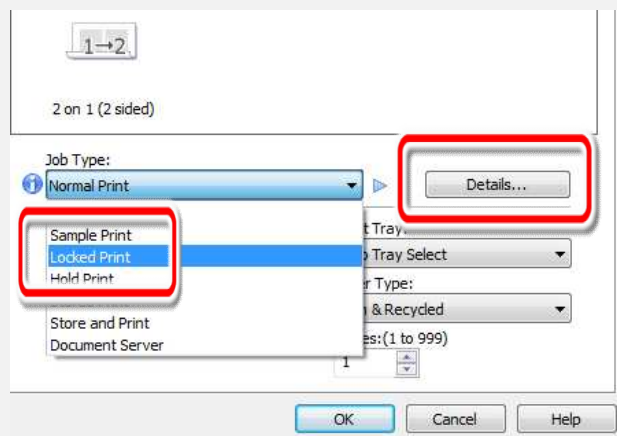 1→2
2 on 1 (2 sided)
Job Type:
Normal Print
Details...
Sample Print
t Tray:
Locked Print
Tray Select
Hold Print
r Type:
& Recycled
Store and Print
es:(1 to 999)
Document Server
1
OK
Cancel
Help